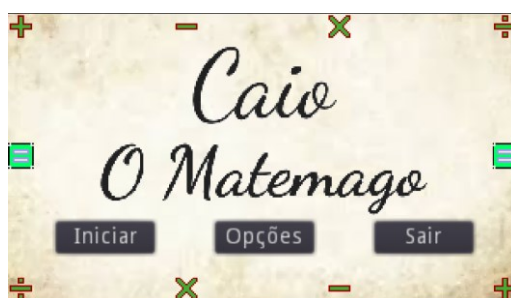 + − × ÷
Caio
= =
O Matemago
Iniciar Opções Sair
÷ × − +